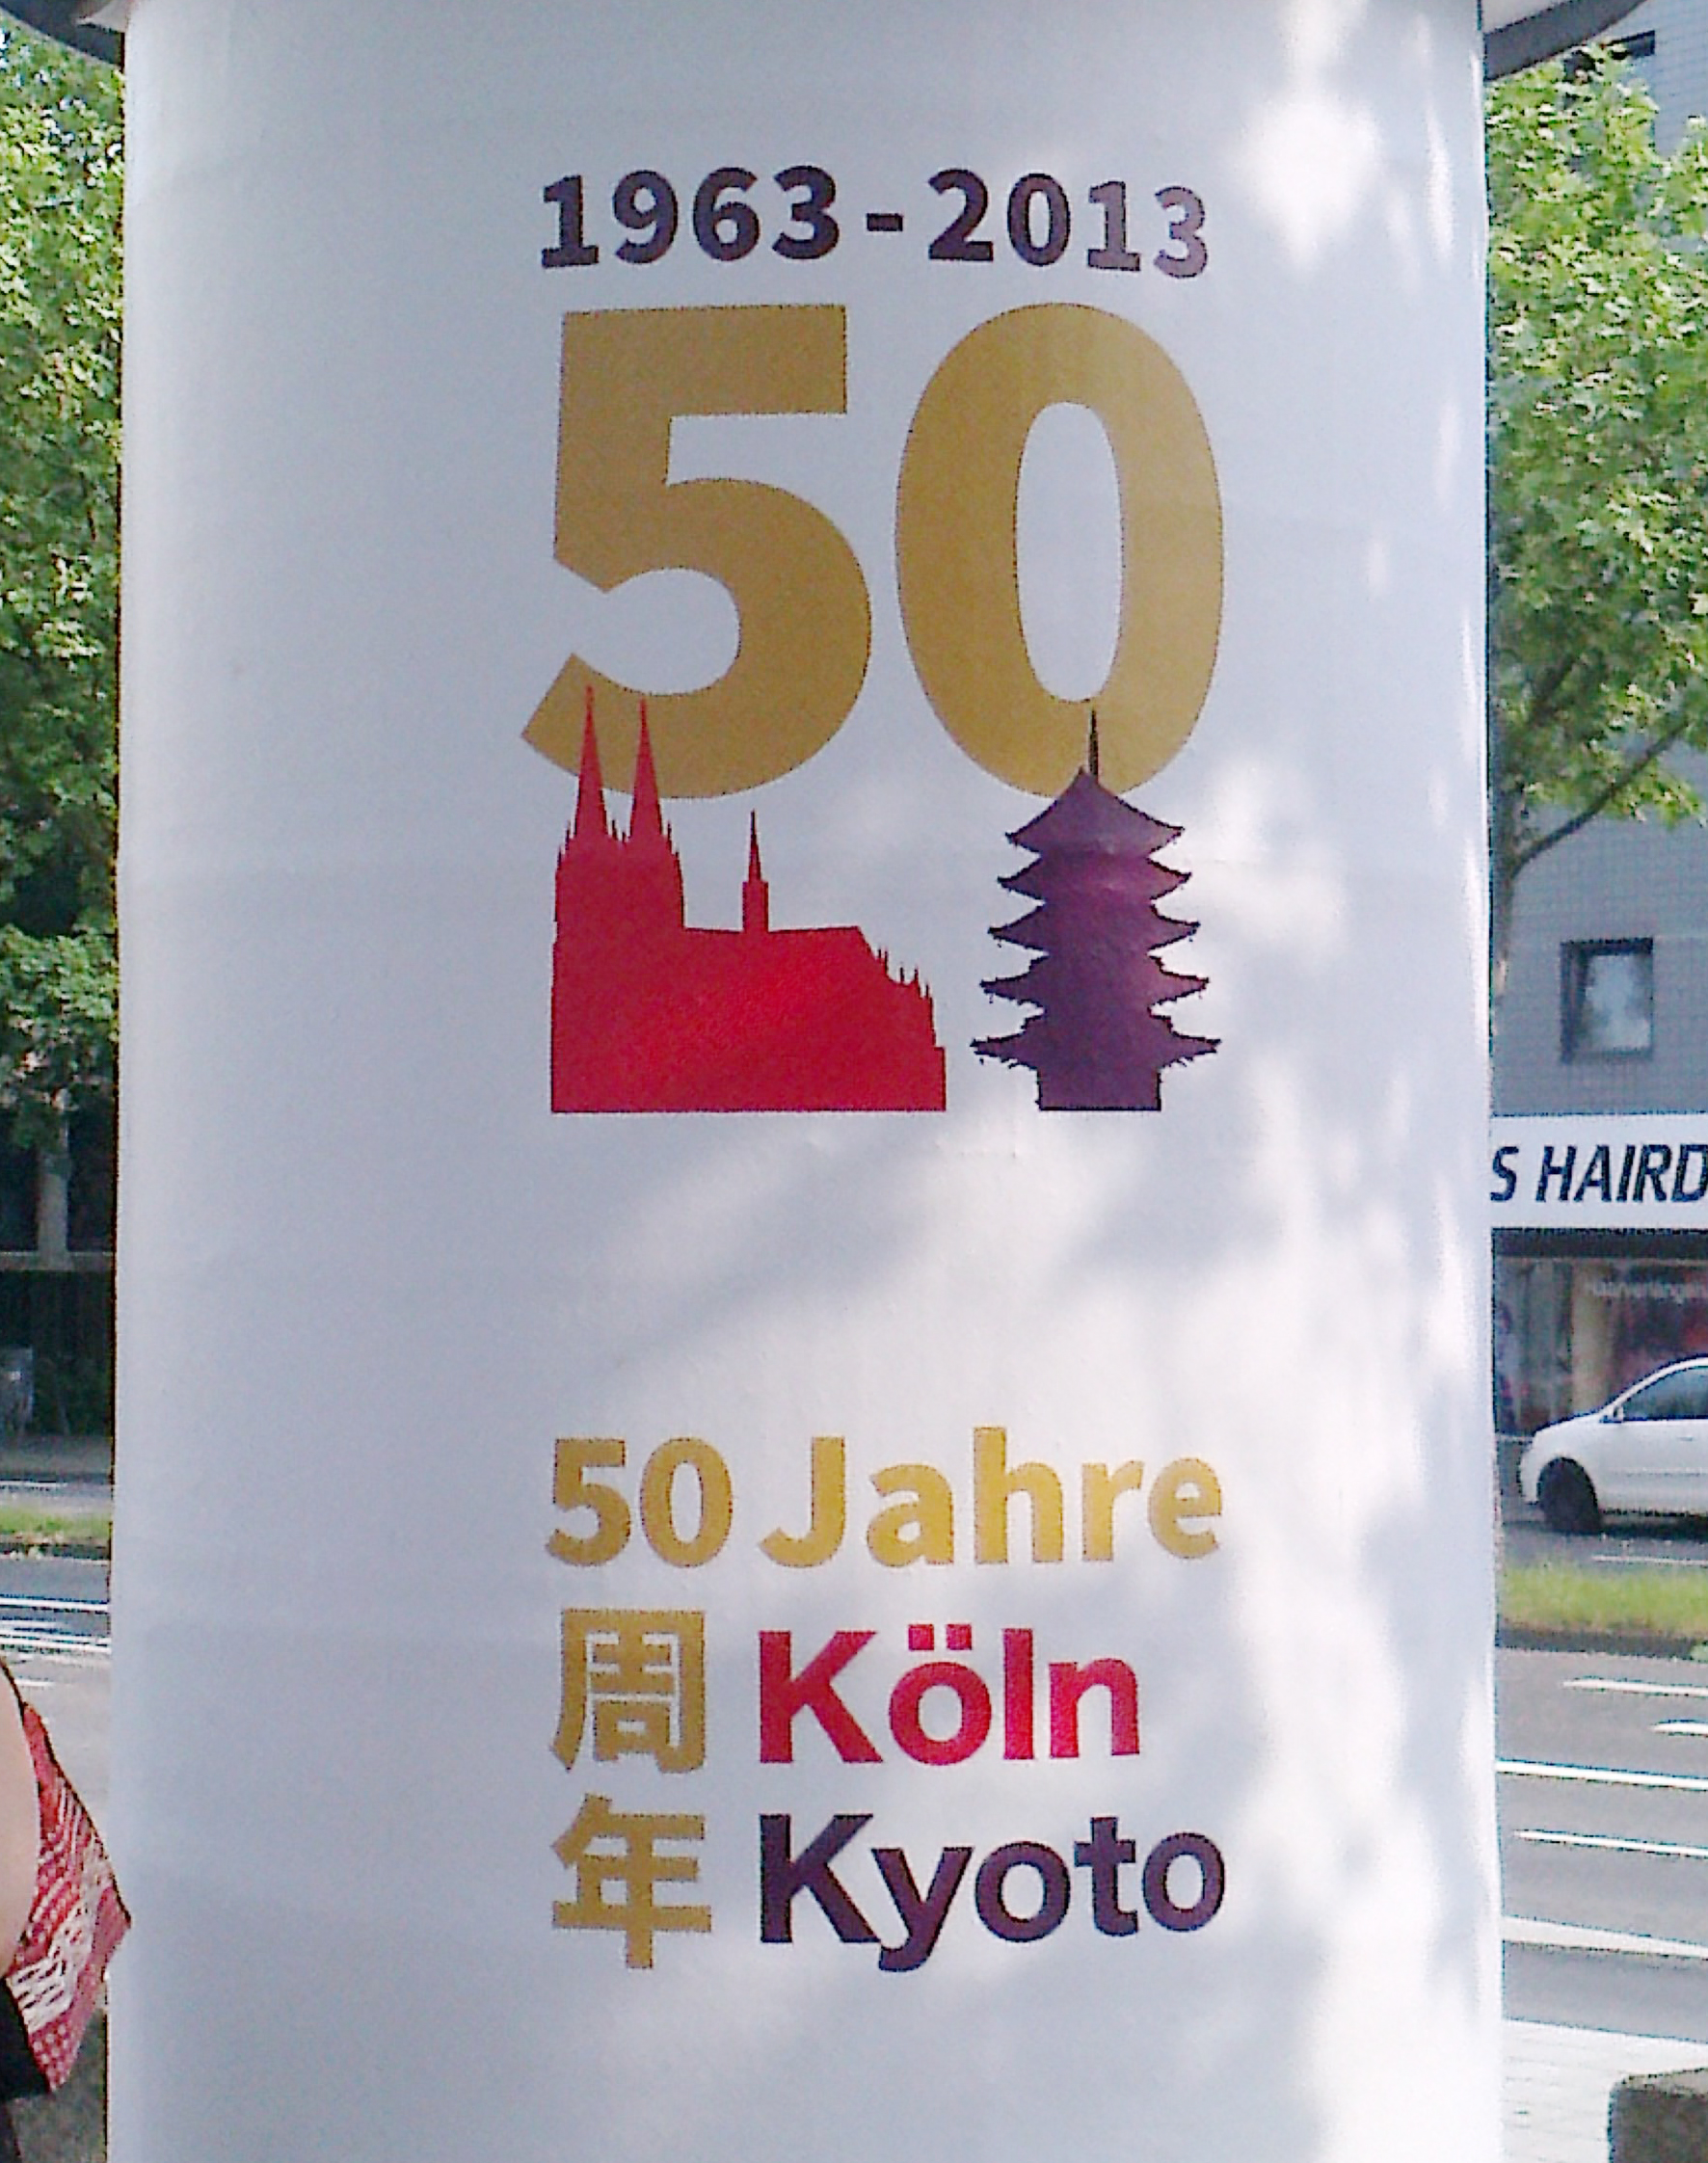 1963-2013
50
50 Jahre
周 Köln
年 Kyoto
S HAIRD